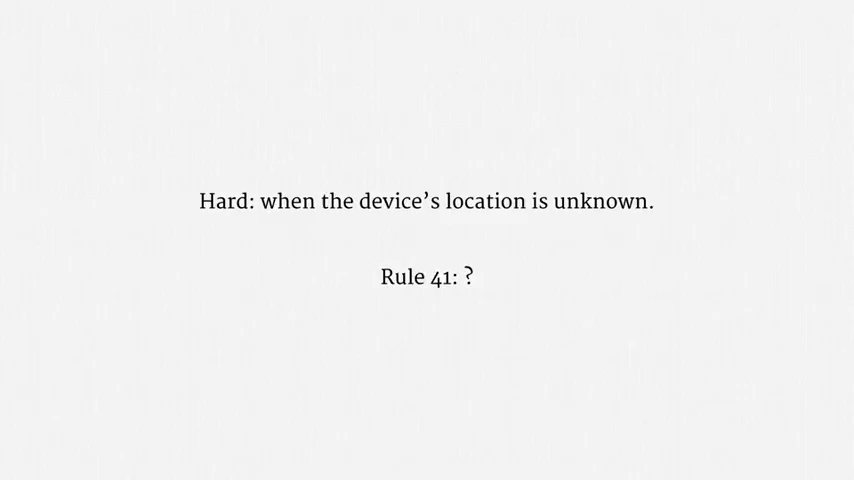 Hard: when the device’s location is unknown.
Rule 41: ?